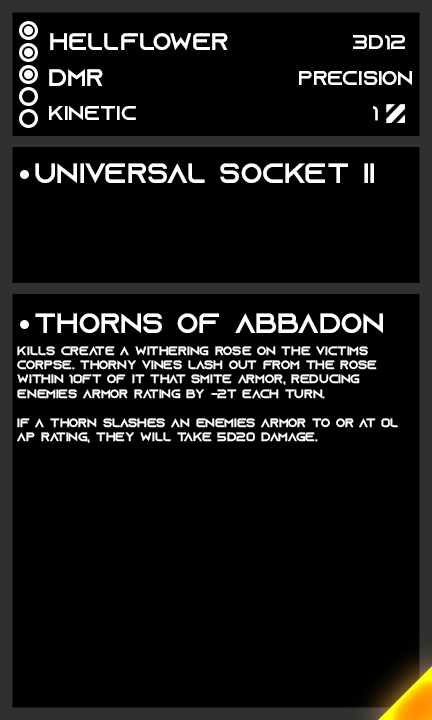 HELLFLOWER 3D12
DMR PRECISION
KINETIC 1
•UNIVERSAL SOCKET II
•THORNS OF ABBADON
KILLS CREATE A WITHERING ROSE ON THE VICTIMS
CORPSE. THORNY VINES LASH OUT FROM THE ROSE
WITHIN 10FT OF IT THAT SMITE ARMOR, REDUCING
ENEMIES ARMOR RATING BY -2T EACH TURN.
IF A THORN SLASHES AN ENEMIES ARMOR TO OR AT 0L
AP RATING, THEY WILL TAKE 5D20 DAMAGE.